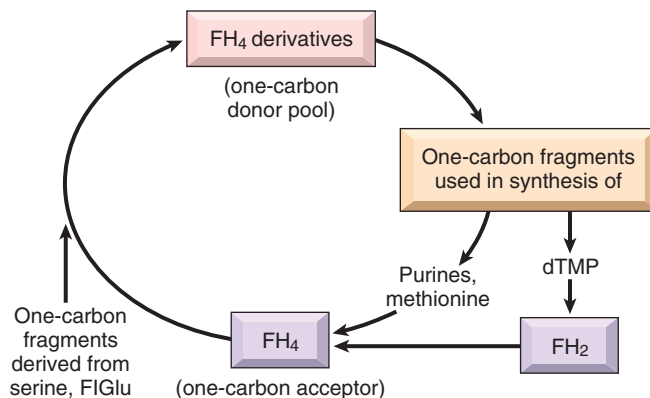 FH₄ derivatives
(one-carbon
donor pool)
One-carbon fragments
used in synthesis of
Purines,
methionine
dTMP
One-carbon
fragments
derived from
serine, FIGlu
FH₄
(one-carbon acceptor)
FH₂